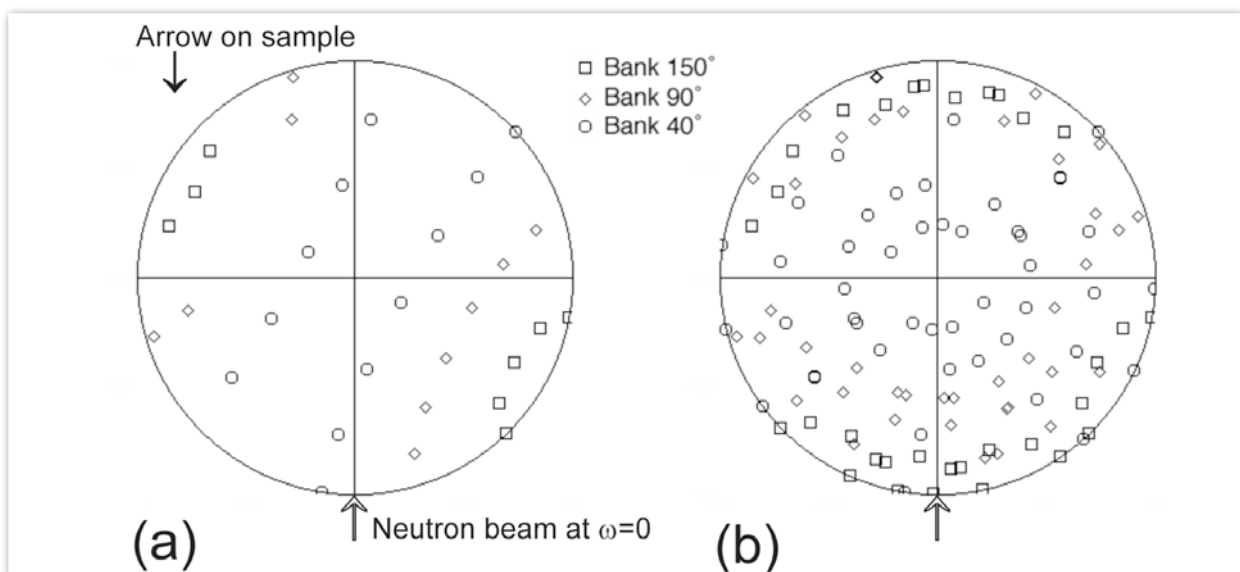 Arrow on sample
Bank 150°
Bank 90°
Bank 40°
(a)
Neutron beam at ω=0
(b)